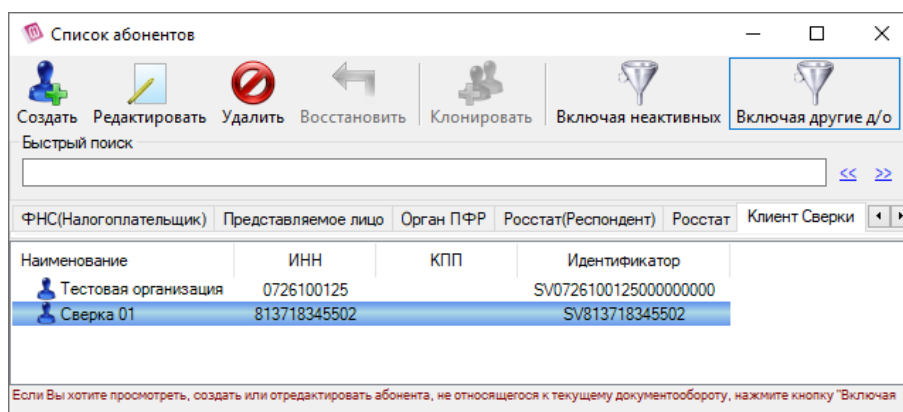 Список абонентов
Создать Редактировать Удалить Восстановить Клонировать Включая неактивных Включая другие д/о
Быстрый поиск
<< >>
ФНС(Налогоплательщик) Представляемое лицо Орган ПФР Росстат(Респондент) Росстат Клиент Сверки
Наименование ИНН КПП Идентификатор
Тестовая организация 0726100125 SV0726100125000000000
Сверка 01 813718345502 SV813718345502
Если Вы хотите просмотреть, создать или отредактировать абонента, не относящегося к текущему документообороту, нажмите кнопку "Включая